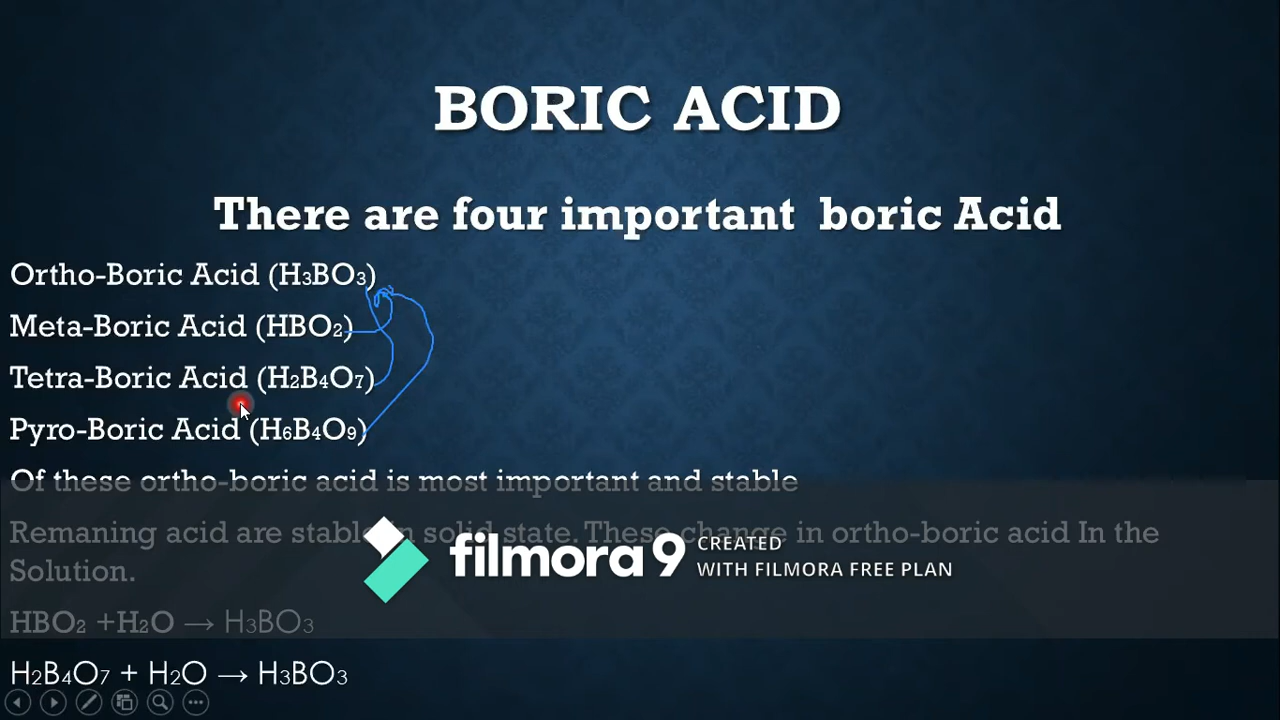 BORIC ACID
There are four important boric Acid
Ortho-Boric Acid (H₃BO₃)
Meta-Boric Acid (HBO₂)
Tetra-Boric Acid (H₂B₄O₇)
Pyro-Boric Acid (H₆B₄O₉)
Of these ortho-boric acid is most important and stable
Remaning acid are stable in solid state. These change in ortho-boric acid In the
Solution.
filmora 9
CREATED
WITH FILMORA FREE PLAN
HBO₂ +H₂O → H₃BO₃
H₂B₄O₇ + H₂O → H₃BO₃